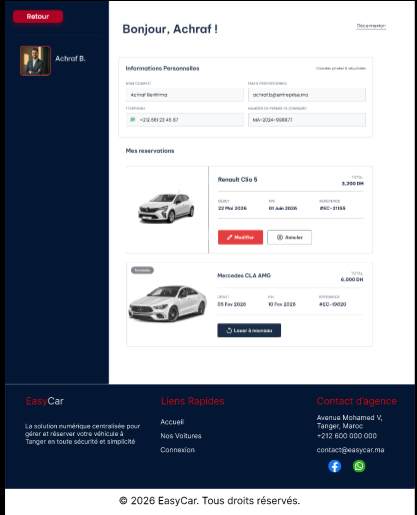 Retour
Achraf B.
Bonjour, Achraf !
Déconnexion
Informations Personnelles
Données privées & sécurisées
NOM COMPLET
Achraf Benhima
EMAIL PROFESSIONNEL
achraf.b@entreprise.ma
TÉLÉPHONE
+212 661 23 45 67
NUMÉRO DE PERMIS DE CONDUIRE
MA-2024-998877
Mes reservations
Renault Clio 5
TOTAL
3,200 DH
DÉBUT
22 Mai 2026
FIN
01 Juin 2026
RÉFÉRENCE
#EC-21155
Modifier
Annuler
Terminée
Mercedes CLA AMG
TOTAL
6,000 DH
DÉBUT
05 Fev 2026
FIN
10 Fev 2026
RÉFÉRENCE
#EC-19820
Louer à nouveau
EasyCar
La solution numérique centralisée pour
gérer et réserver votre véhicule à
Tanger en toute sécurité et simplicité
Liens Rapides
Accueil
Nos Voitures
Connexion
Contact d'agence
Avenue Mohamed V,
Tanger, Maroc
+212 600 000 000
contact@easycar.ma
© 2026 EasyCar. Tous droits réservés.